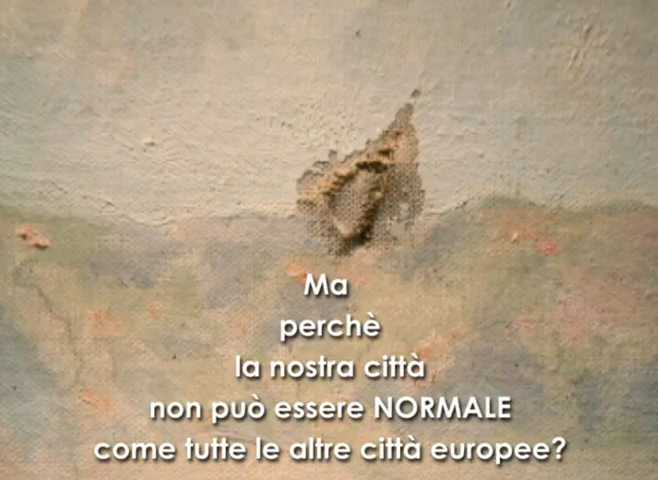 Ma
perchè
la nostra città
non può essere NORMALE
come tutte le altre città europee?